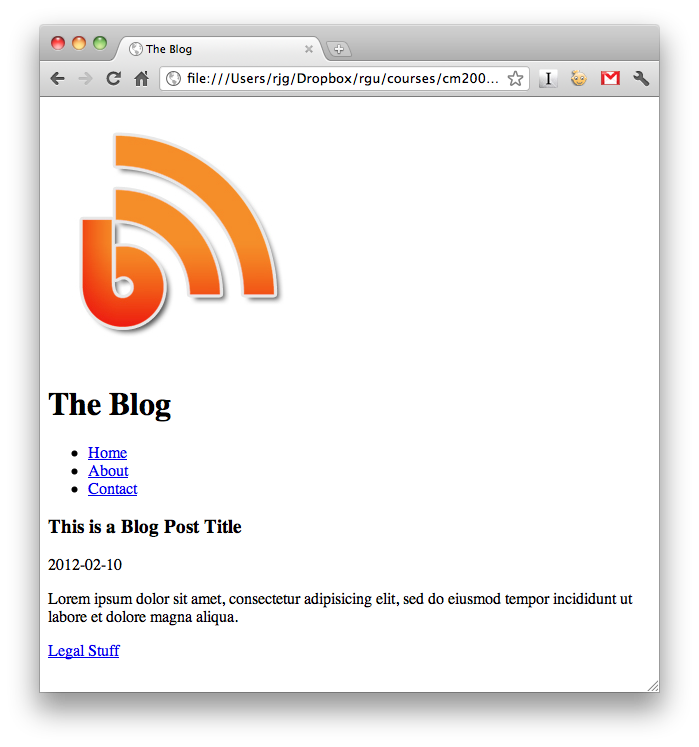 The Blog
file:///Users/rjg/Dropbox/rgu/courses/cm200...
I
b
The Blog
Home
About
Contact
This is a Blog Post Title
2012-02-10
Lorem ipsum dolor sit amet, consectetur adipisicing elit, sed do eiusmod tempor incididunt ut
labore et dolore magna aliqua.
Legal Stuff